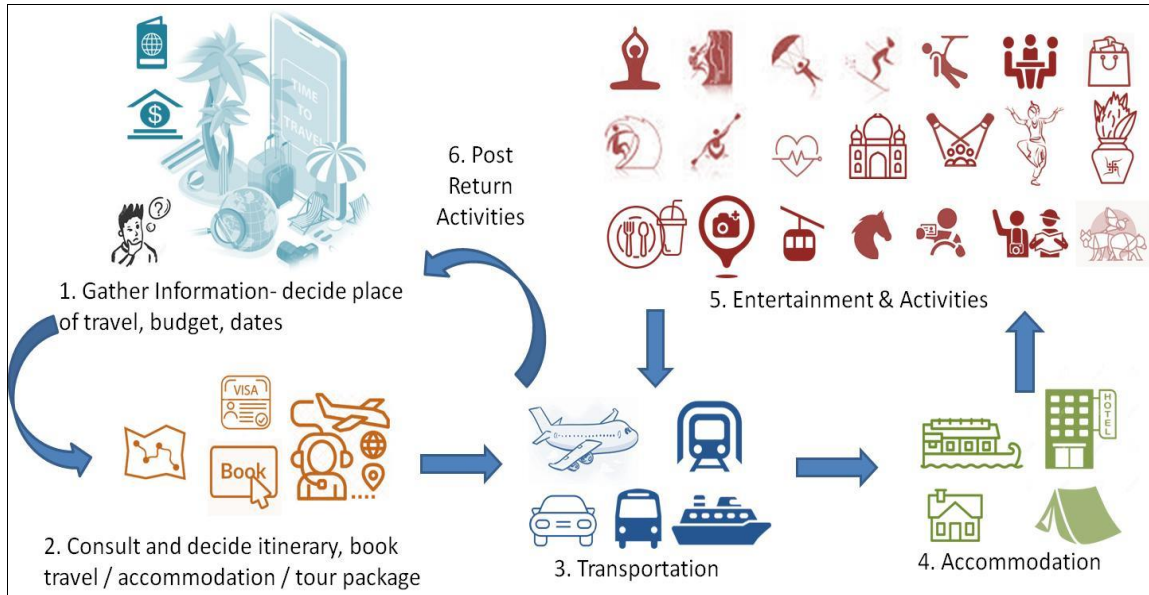 TIME
TO
TRAVEL
1. Gather Information- decide place
of travel, budget, dates
6. Post
Return
Activities
5. Entertainment & Activities
VISA
Book
2. Consult and decide itinerary, book
travel / accommodation / tour package
3. Transportation
HOTEL
4. Accommodation